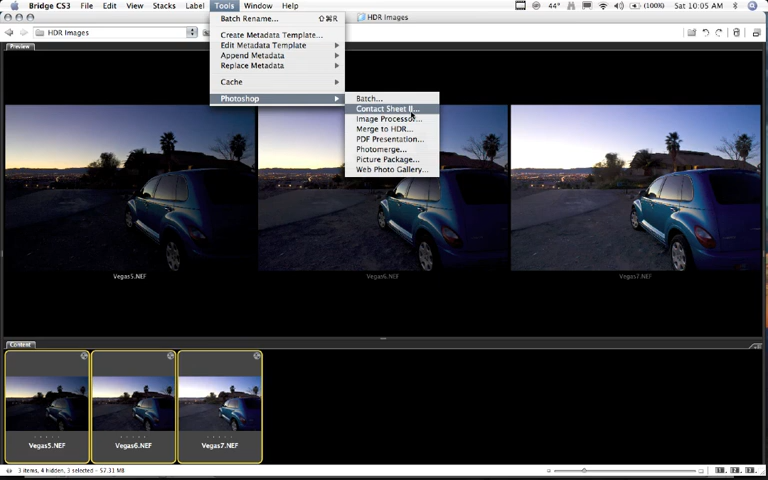 Bridge CS3 File Edit View Stacks Label Tools Window Help 44° (100%) Sat 10:05 AM
HDR Images
HDR Images
Preview
Batch Rename... ⇧⌘R
Create Metadata Template...
Edit Metadata Template
Append Metadata
Replace Metadata
Cache
Photoshop
Batch...
Contact Sheet II...
Image Processor...
Merge to HDR...
PDF Presentation...
Photomerge...
Picture Package...
Web Photo Gallery...
Vegas5.NEF Vegas6.NEF Vegas7.NEF
Content
Vegas5.NEF Vegas6.NEF Vegas7.NEF
3 items, 4 hidden, 3 selected - 57.31 MB
1 2 3